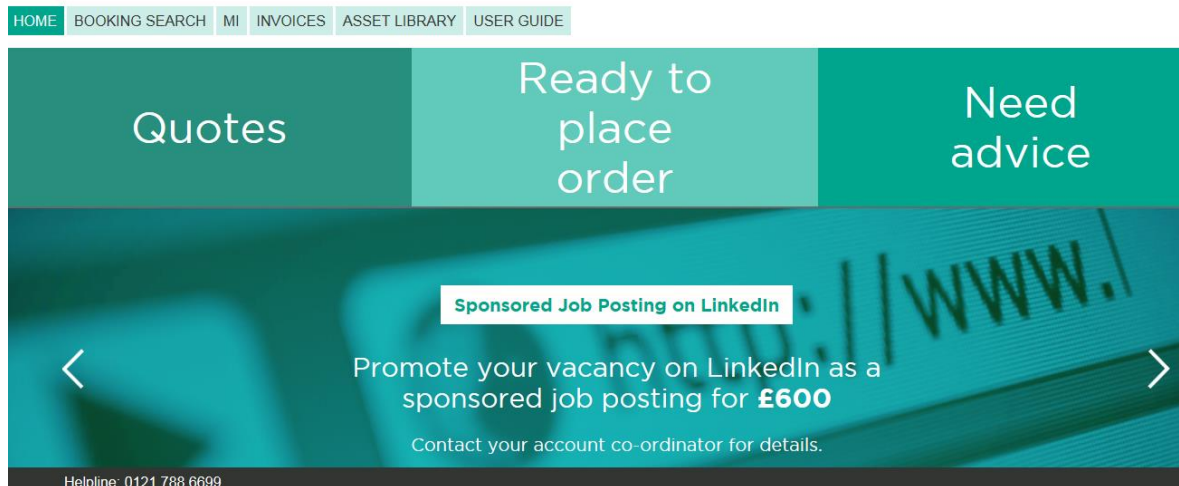 HOME BOOKING SEARCH MI INVOICES ASSET LIBRARY USER GUIDE
Quotes
Ready to
place
order
Need
advice
http://www.
Sponsored Job Posting on LinkedIn
Promote your vacancy on LinkedIn as a
sponsored job posting for £600
Contact your account co-ordinator for details.
Helpline: 0121 788 6699